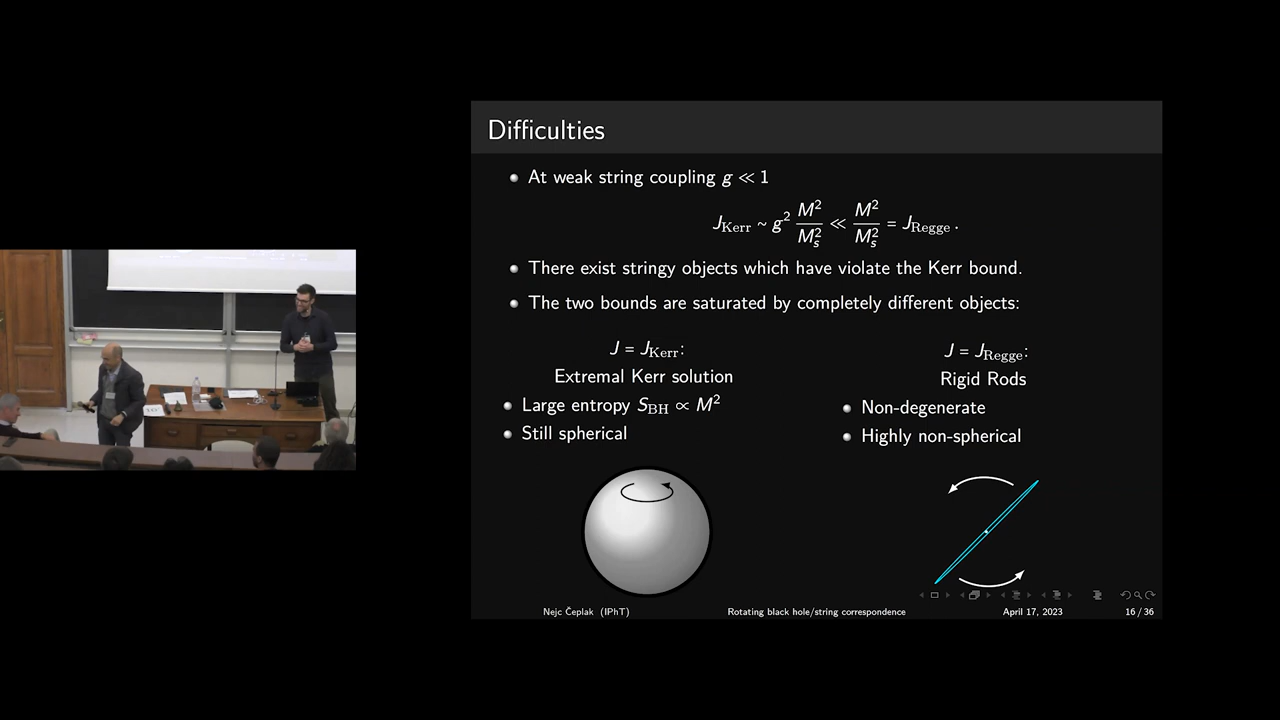 Difficulties
At weak string coupling g ≪ 1
J_Kerr ~ g² M²/M_s² ≪ M²/M_s² = J_Regge .
There exist stringy objects which have violate the Kerr bound.
The two bounds are saturated by completely different objects:
J = J_Kerr:
Extremal Kerr solution
Large entropy S_BH ∝ M²
Still spherical
J = J_Regge:
Rigid Rods
Non-degenerate
Highly non-spherical
Nejc Čeplak (IPhT)
Rotating black hole/string correspondence
April 17, 2023
16 / 36